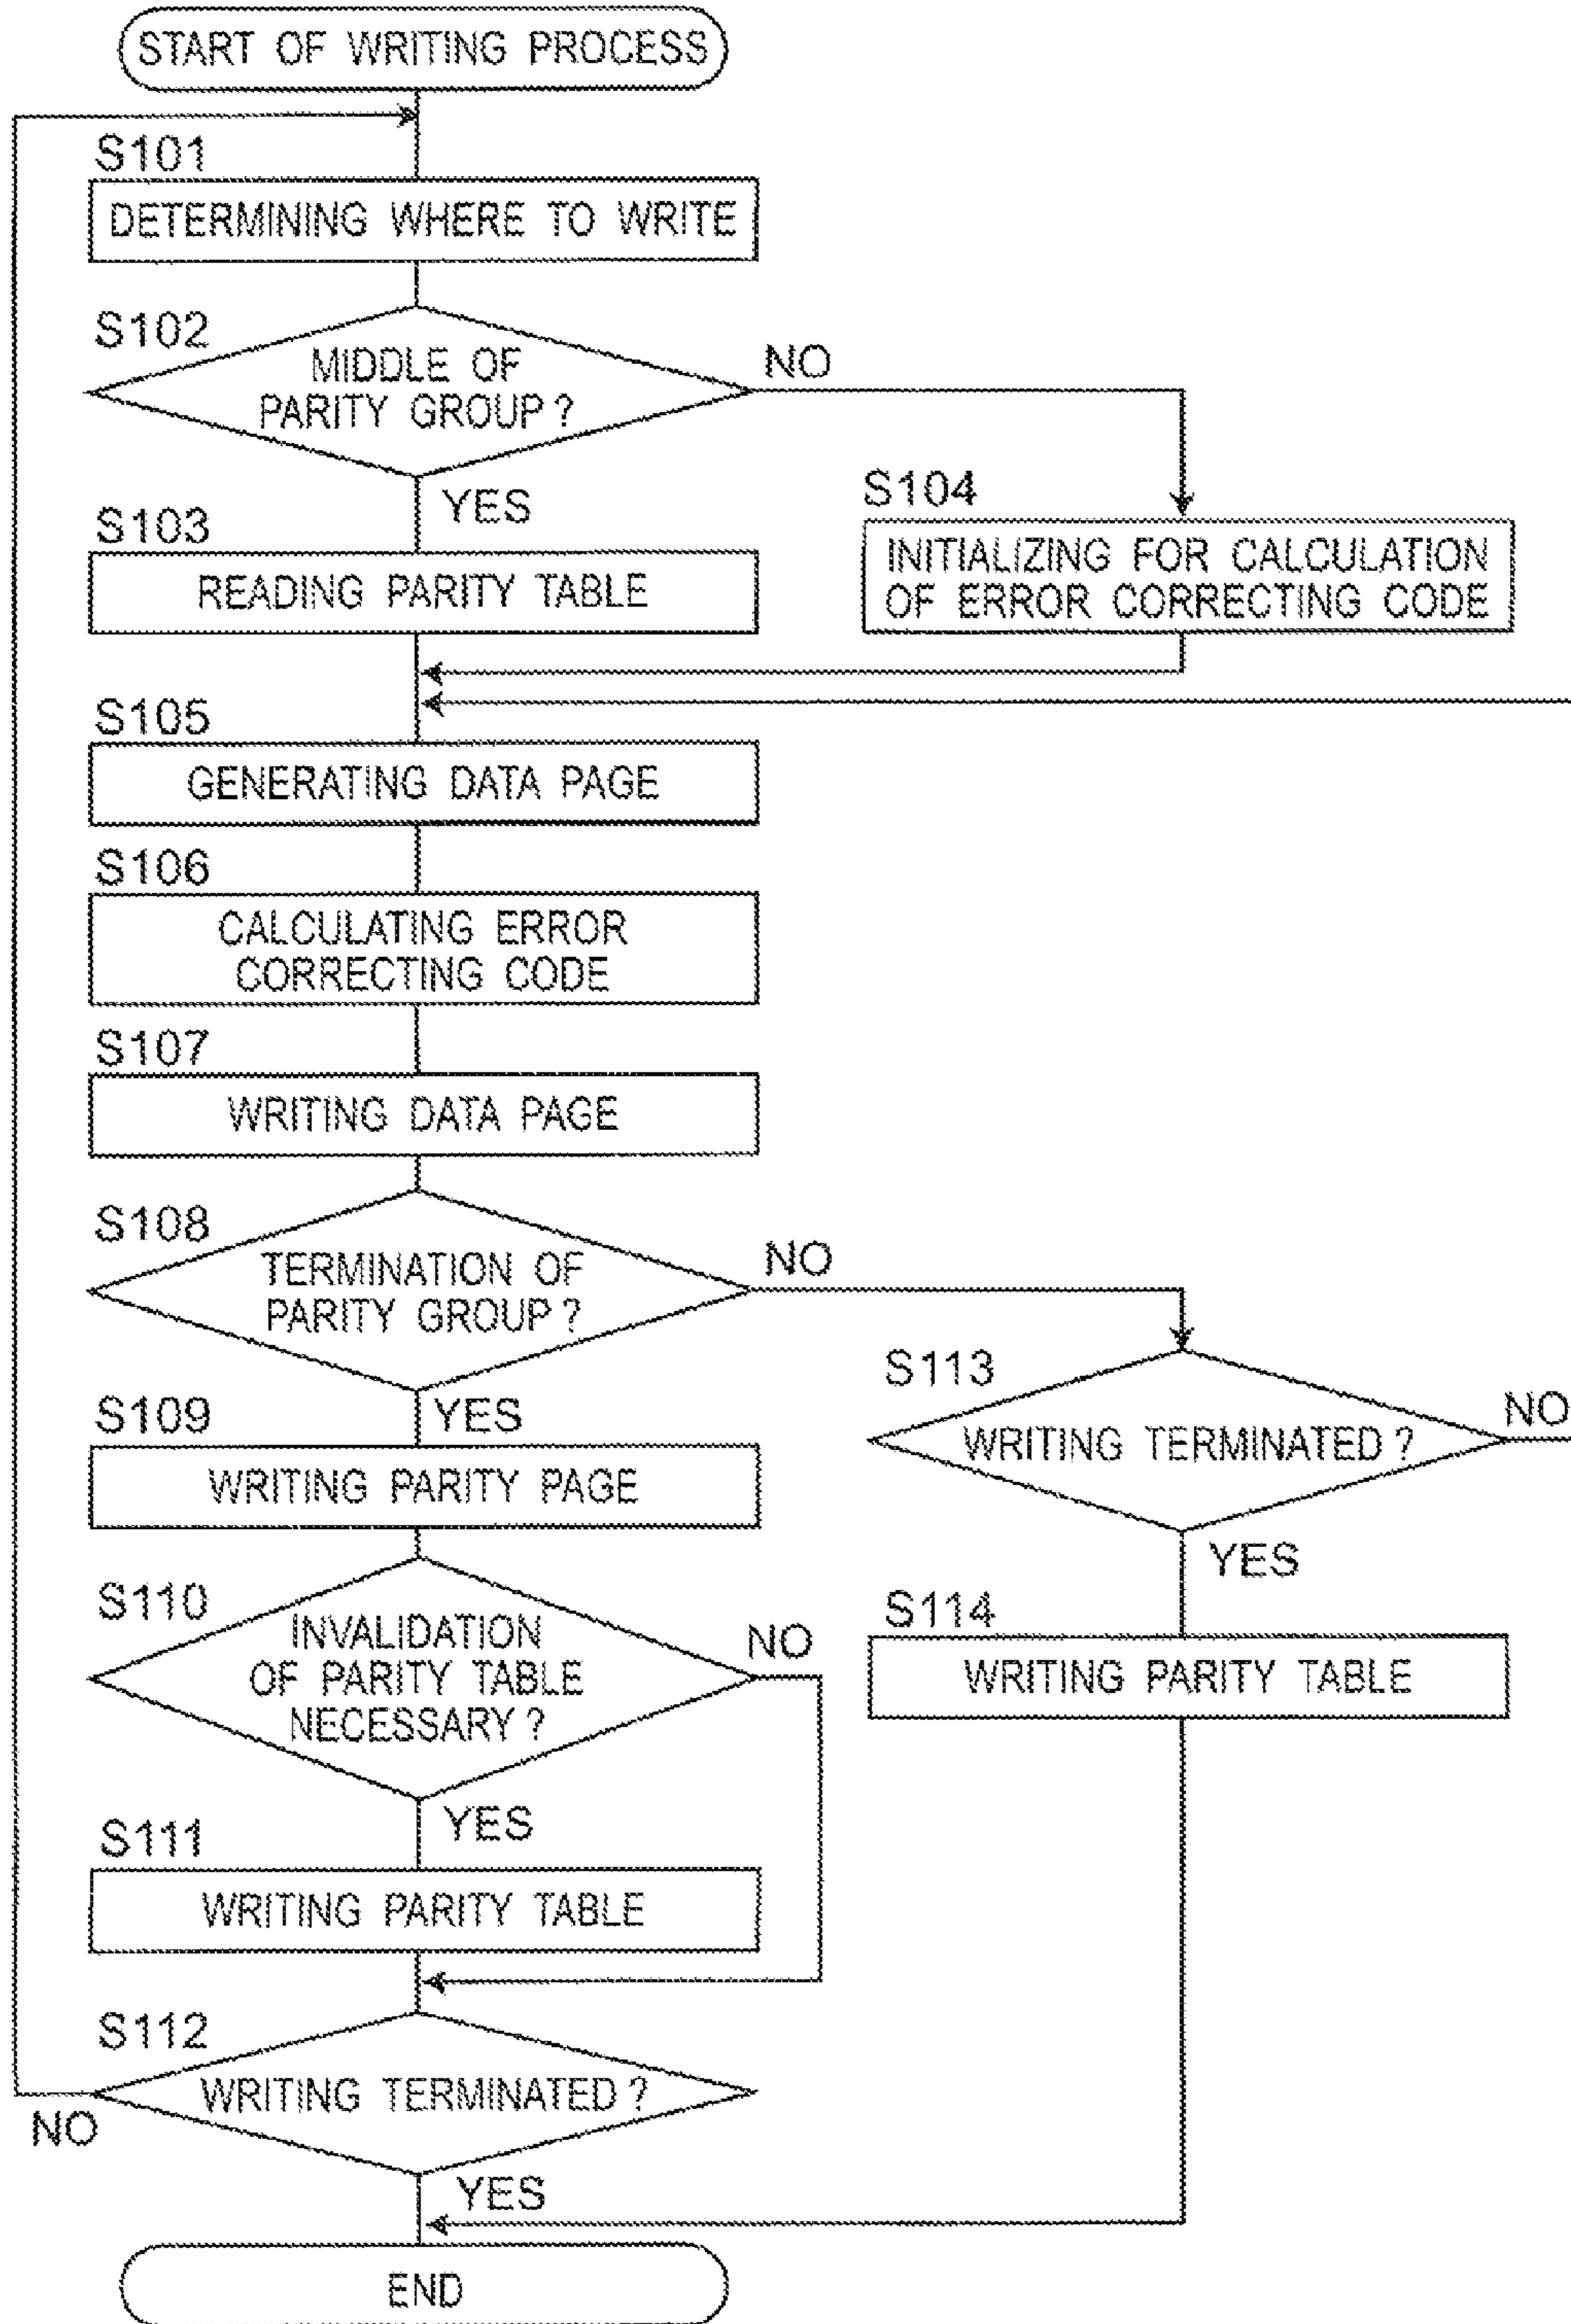 START OF WRITING PROCESS
S101
DETERMINING WHERE TO WRITE
S102
MIDDLE OF
PARITY GROUP?
NO
YES
S103
READING PARITY TABLE
S104
INITIALIZING FOR CALCULATION
OF ERROR CORRECTING CODE
S105
GENERATING DATA PAGE
S106
CALCULATING ERROR
CORRECTING CODE
S107
WRITING DATA PAGE
S108
TERMINATION OF
PARITY GROUP?
NO
YES
S109
WRITING PARITY PAGE
S113
WRITING TERMINATED?
NO
YES
S110
INVALIDATION
OF PARITY TABLE
NECESSARY?
NO
YES
S114
WRITING PARITY TABLE
S111
WRITING PARITY TABLE
S112
WRITING TERMINATED?
NO
YES
END